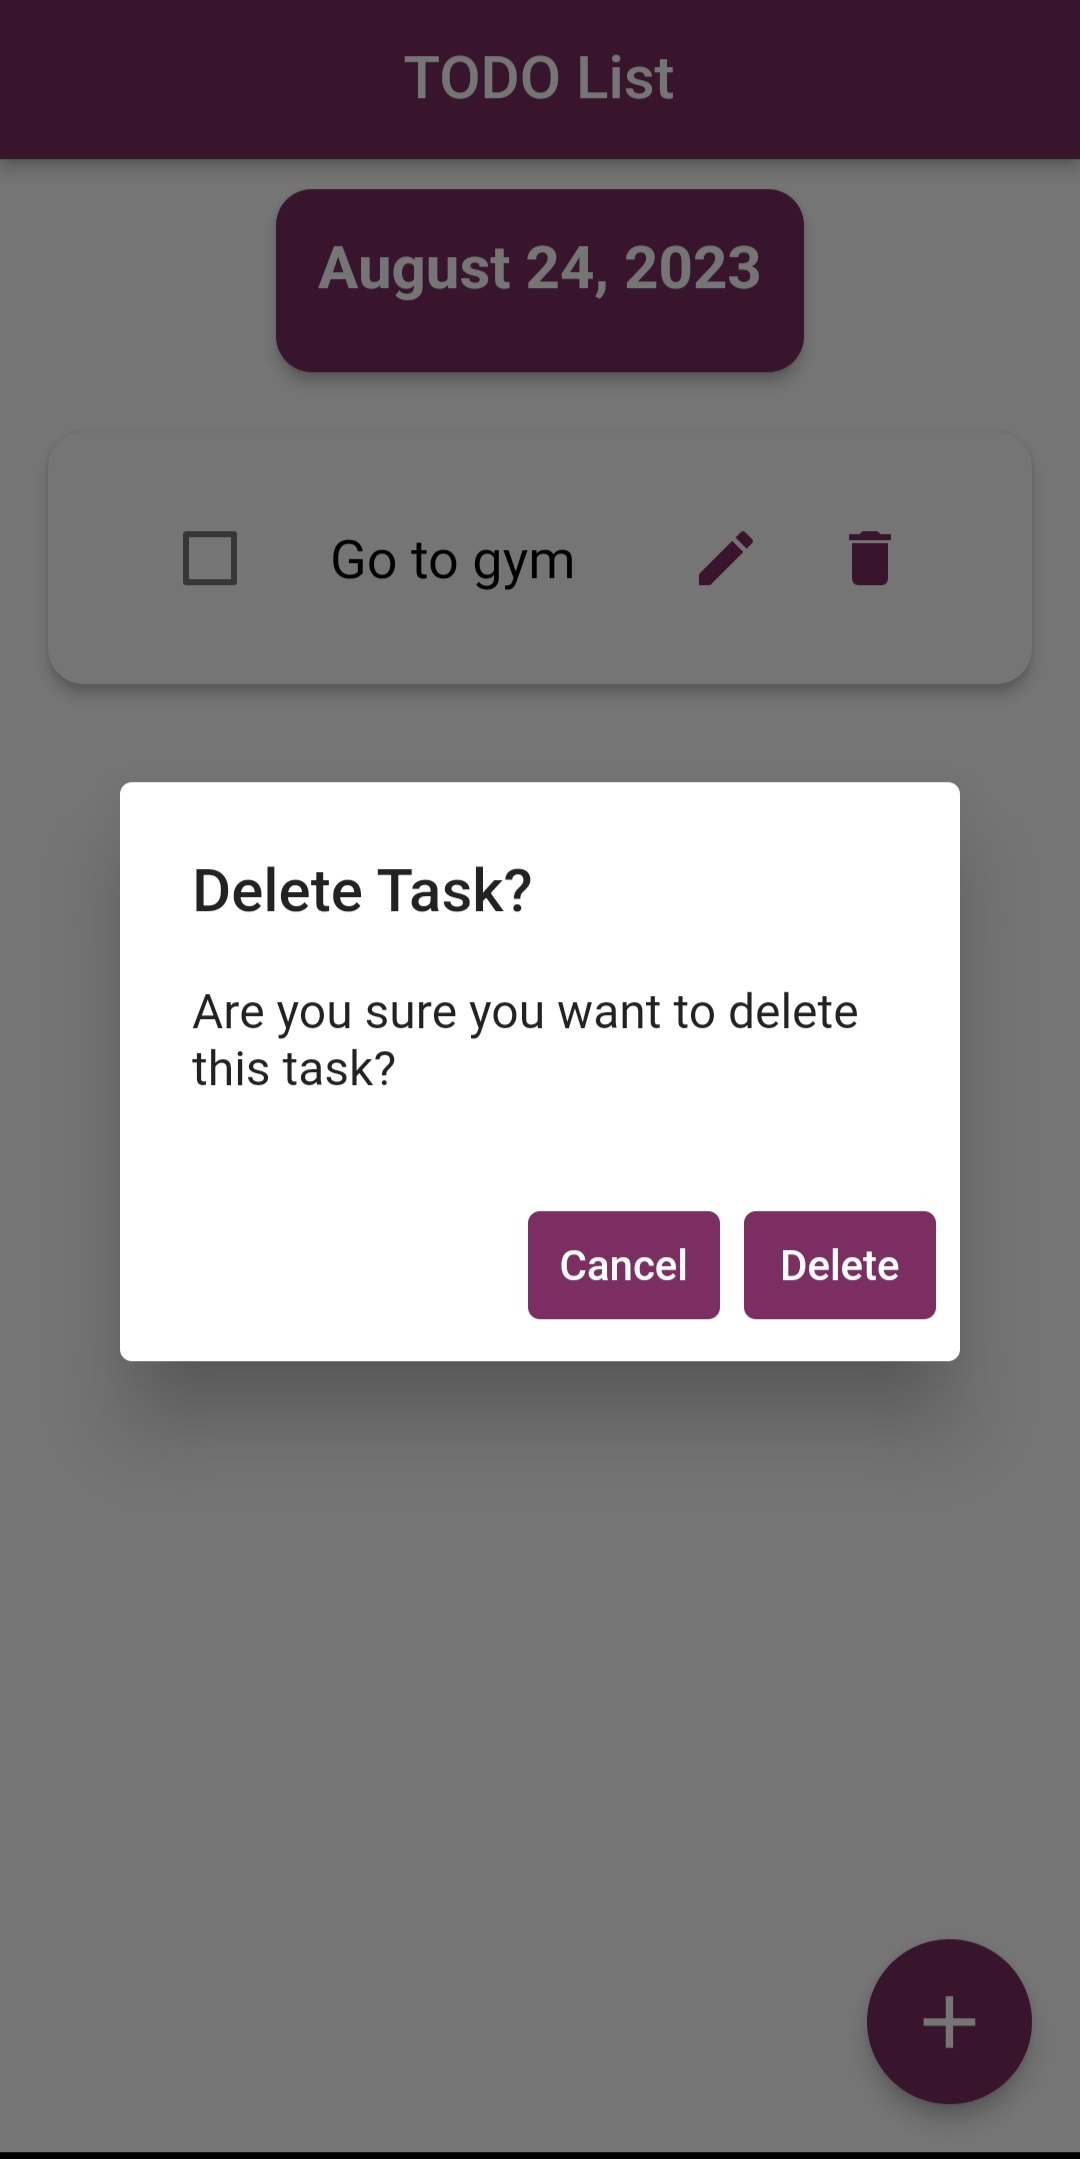 TODO List
August 24, 2023
Go to gym
Delete Task?
Are you sure you want to delete
this task?
Cancel Delete